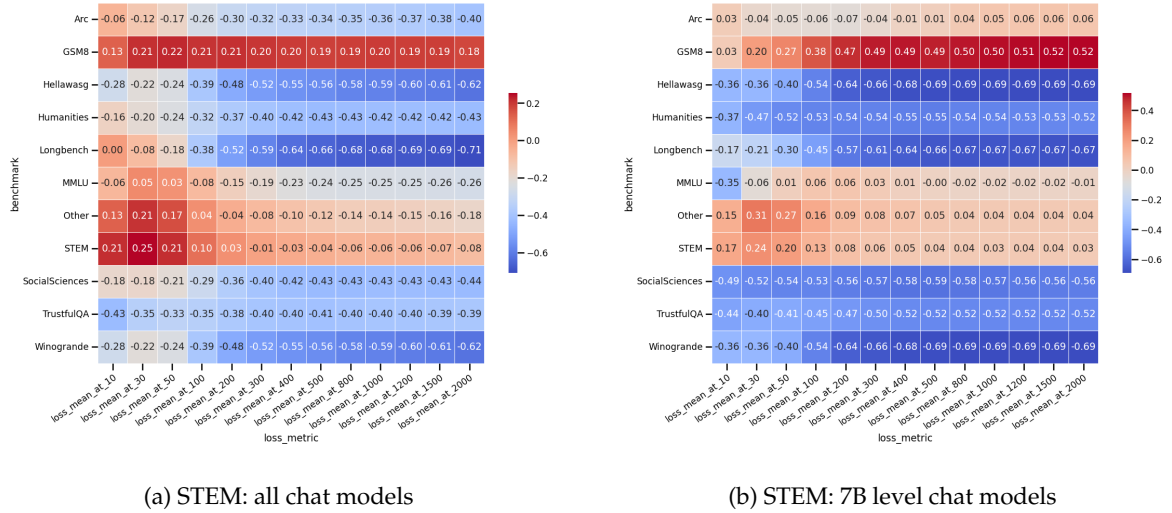 Arc -0.06 -0.12 -0.17 -0.26 -0.30 -0.32 -0.32 -0.33 -0.35 -0.36 -0.37 -0.38 -0.40
GSM8 0.13 0.21 0.22 0.21 0.21 0.20 0.20 0.19 0.19 0.20 0.19 0.19 0.18
Hellawasg -0.28 -0.22 -0.24 -0.39 -0.48 -0.52 -0.55 -0.56 -0.58 -0.59 -0.60 -0.61 -0.62
Humanities -0.16 -0.20 -0.24 -0.32 -0.37 -0.40 -0.42 -0.43 -0.43 -0.42 -0.42 -0.42 -0.43
Longbench 0.00 -0.08 -0.18 -0.38 -0.52 -0.59 -0.64 -0.66 -0.68 -0.68 -0.69 -0.69 -0.71
MMLU -0.06 0.05 0.03 -0.08 -0.15 -0.19 -0.23 -0.24 -0.25 -0.25 -0.25 -0.26 -0.26
Other 0.13 0.21 0.17 0.04 -0.04 -0.08 -0.10 -0.12 -0.14 -0.14 -0.15 -0.16 -0.18
STEM 0.21 0.25 0.21 0.10 0.03 -0.01 -0.03 -0.04 -0.06 -0.06 -0.06 -0.07 -0.08
SocialSciences -0.18 -0.18 -0.21 -0.29 -0.36 -0.40 -0.42 -0.43 -0.43 -0.43 -0.43 -0.43 -0.44
TrustfulQA -0.43 -0.35 -0.33 -0.35 -0.38 -0.40 -0.40 -0.41 -0.40 -0.40 -0.40 -0.39 -0.39
Winogrande -0.28 -0.22 -0.24 -0.39 -0.48 -0.52 -0.55 -0.56 -0.58 -0.59 -0.60 -0.61 -0.62
benchmark
loss_mean_at_10
loss_mean_at_30
loss_mean_at_50
loss_mean_at_100
loss_mean_at_200
loss_mean_at_300
loss_mean_at_400
loss_mean_at_500
loss_mean_at_800
loss_mean_at_1000
loss_mean_at_1200
loss_mean_at_1500
loss_mean_at_2000
loss_metric
0.2
0.0
−0.2
−0.4
−0.6
(a) STEM: all chat models
Arc 0.03 -0.04 -0.05 -0.06 -0.07 -0.04 -0.01 0.01 0.04 0.05 0.06 0.06 0.06
GSM8 0.03 0.20 0.27 0.38 0.47 0.49 0.49 0.49 0.50 0.50 0.51 0.52 0.52
Hellawasg -0.36 -0.36 -0.40 -0.54 -0.64 -0.66 -0.68 -0.69 -0.69 -0.69 -0.69 -0.69 -0.69
Humanities -0.37 -0.47 -0.52 -0.53 -0.54 -0.54 -0.54 -0.55 -0.54 -0.54 -0.53 -0.53 -0.52
Longbench -0.17 -0.21 -0.30 -0.45 -0.57 -0.61 -0.64 -0.66 -0.67 -0.67 -0.67 -0.67 -0.67
MMLU -0.35 -0.06 0.01 0.06 0.06 0.03 0.01 -0.00 -0.02 -0.02 -0.02 -0.02 -0.01
Other 0.15 0.31 0.27 0.16 0.09 0.08 0.07 0.05 0.04 0.04 0.04 0.04 0.04
STEM 0.17 0.24 0.20 0.13 0.08 0.06 0.05 0.04 0.04 0.04 0.04 0.04 0.03
SocialSciences -0.49 -0.52 -0.54 -0.53 -0.56 -0.57 -0.58 -0.59 -0.58 -0.57 -0.56 -0.56 -0.56
TrustfulQA -0.44 -0.40 -0.41 -0.45 -0.47 -0.50 -0.52 -0.52 -0.52 -0.52 -0.52 -0.52 -0.52
Winogrande -0.36 -0.36 -0.40 -0.54 -0.64 -0.66 -0.68 -0.69 -0.69 -0.69 -0.69 -0.69 -0.69
benchmark
loss_mean_at_10
loss_mean_at_30
loss_mean_at_50
loss_mean_at_100
loss_mean_at_200
loss_mean_at_300
loss_mean_at_400
loss_mean_at_500
loss_mean_at_800
loss_mean_at_1000
loss_mean_at_1200
loss_mean_at_1500
loss_mean_at_2000
loss_metric
0.4
0.2
0.0
−0.2
−0.4
−0.6
(b) STEM: 7B level chat models